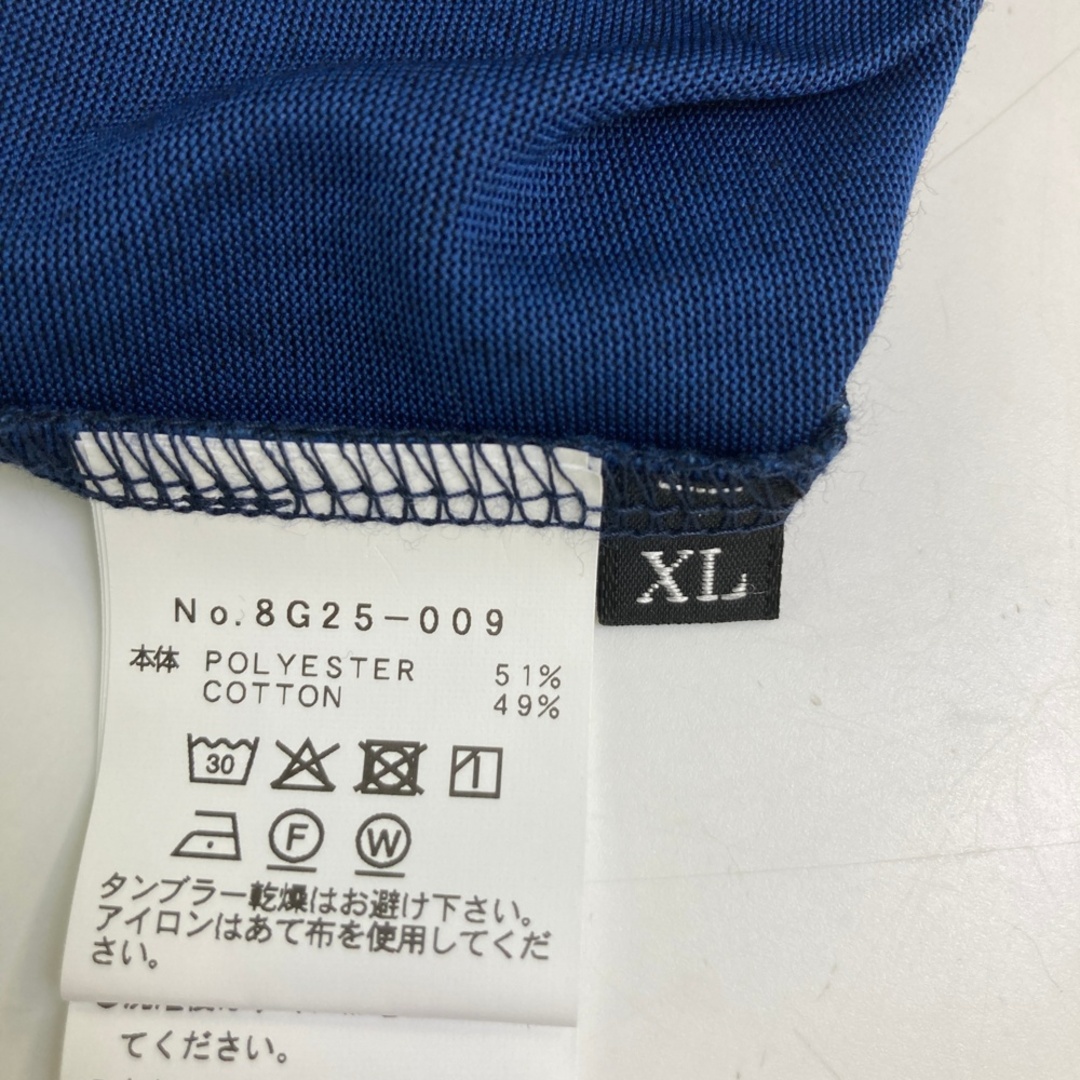 XL
No.8G25-009
本体 POLYESTER 51%
COTTON 49%
30
F W
タンブラー乾燥はお避け下さい。
アイロンはあて布を使用してくだ
さい。
てください。